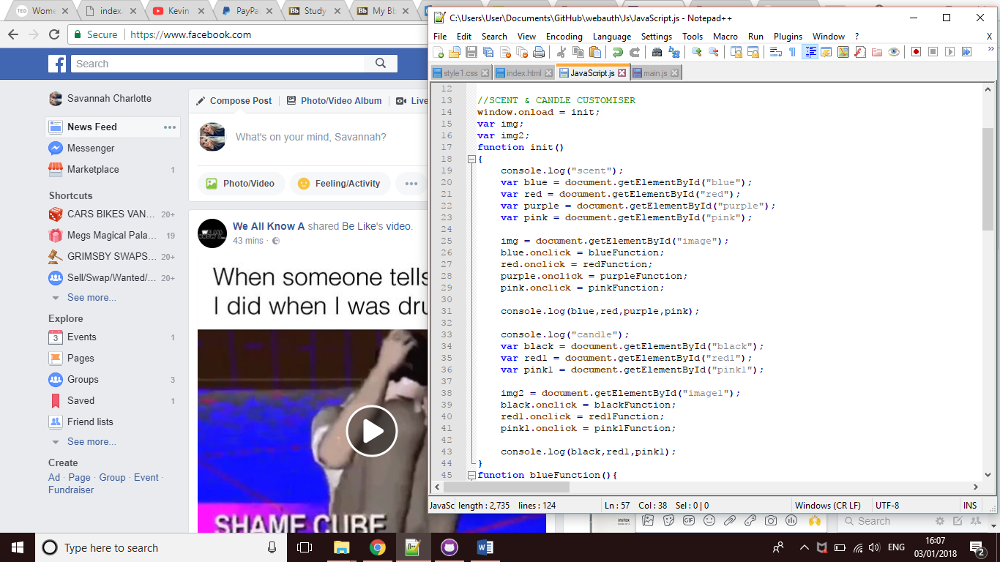 Wome
index.
Kevin
PayPa
Study
My Bb
Secure
https://www.facebook.com
Search
Savannah Charlotte
News Feed
Messenger
Marketplace 1
Shortcuts
CARS BIKES VAN... 20+
Megs Magical Pala... 19
GRIMSBY SWAPS... 20+
Sell/Swap/Wanted/... 20+
See more...
Explore
Events 1
Pages
Groups 3
Saved 1
Friend lists
See more...
Create
Ad · Page · Group · Event ·
Fundraiser
Compose Post
Photo/Video Album
Live
What's on your mind, Savannah?
Photo/Video
Feeling/Activity
We All Know A shared Be Like's video.
43 mins ·
When someone tells
I did when I was dru
SHAME CUBE
C:\Users\User\Documents\GitHub\webauth\Js\JavaScript.js - Notepad++
File Edit Search View Encoding Language Settings Tools Macro Run Plugins Window ? X
style1.css
index.html
JavaScript.js
main.js
12
13 //SCENT & CANDLE CUSTOMISER
14 window.onload = init;
15 var img;
16 var img2;
17 function init()
18 {
19 console.log("scent");
20 var blue = document.getElementById("blue");
21 var red = document.getElementById("red");
22 var purple = document.getElementById("purple");
23 var pink = document.getElementById("pink");
24
25 img = document.getElementById("image");
26 blue.onclick = blueFunction;
27 red.onclick = redFunction;
28 purple.onclick = purpleFunction;
29 pink.onclick = pinkFunction;
30
31 console.log(blue,red,purple,pink);
32
33 console.log("candle");
34 var black = document.getElementById("black");
35 var red1 = document.getElementById("red1");
36 var pink1 = document.getElementById("pink1");
37
38 img2 = document.getElementById("image1");
39 black.onclick = blackFunction;
40 red1.onclick = red1Function;
41 pink1.onclick = pink1Function;
42
43 console.log(black,red1,pink1);
44 }
45 function blueFunction(){
JavaSc length : 2,735 lines : 124 Ln : 57 Col : 38 Sel : 0 | 0 Windows (CR LF) UTF-8 INS
Search
Type here to search
ENG
16:07
03/01/2018
2